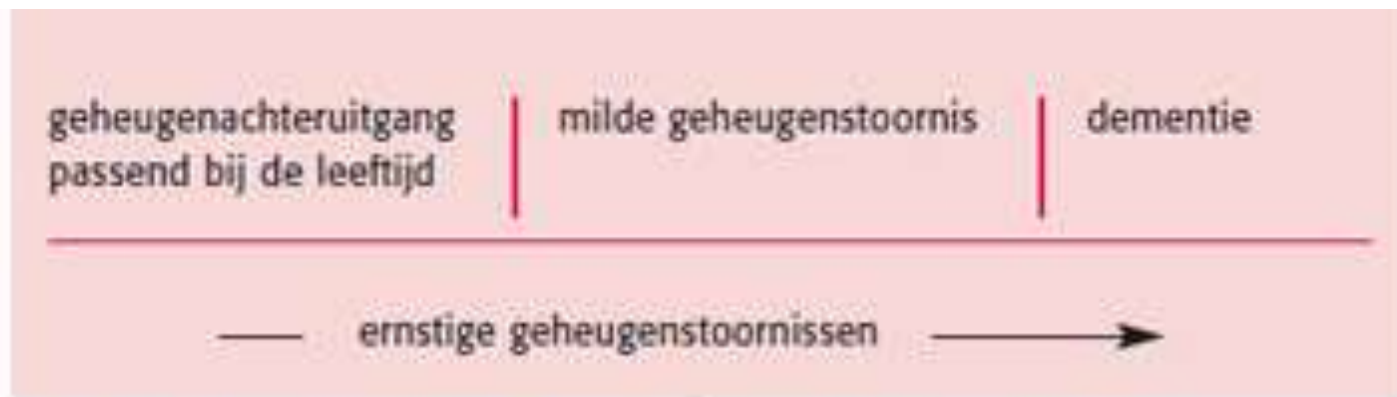 geheugenachteruitgang milde geheugenstoornis dementie
passend bij de leeftijd
ernstige geheugenstoornissen